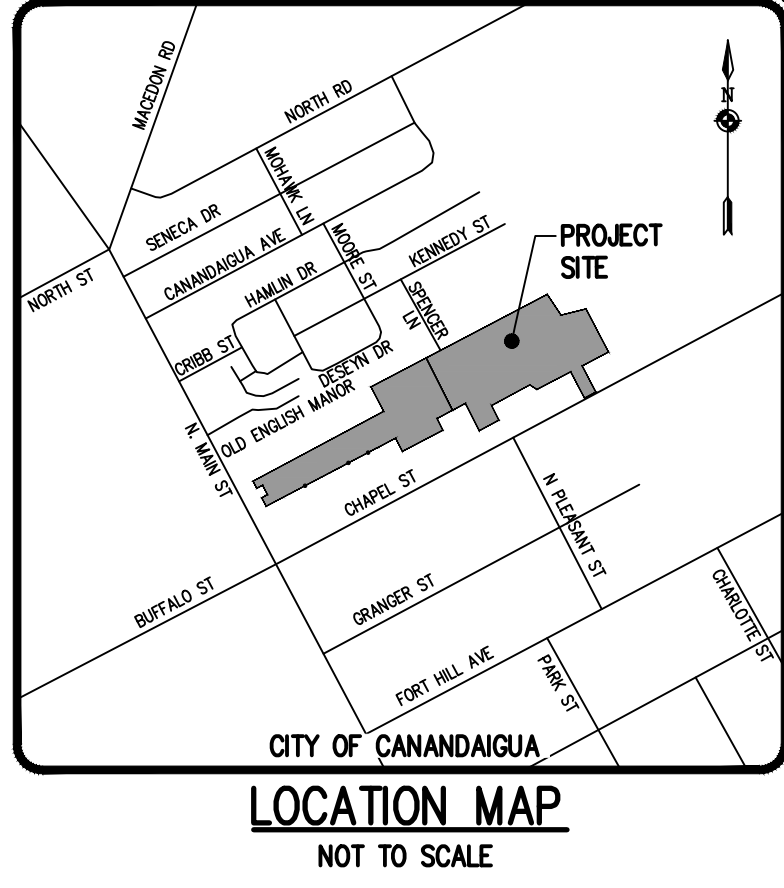 MACEDON RD
NORTH RD
N
MOHAWK LN
SENECA DR
CANANDAIGUA AVE
MOORE ST
KENNEDY ST
PROJECT
SITE
NORTH ST
HAMLIN DR
SPENCER
LN
CRIBB ST
DESEYN DR
OLD ENGLISH MANOR
N. MAIN ST
CHAPEL ST
N PLEASANT ST
BUFFALO ST
GRANGER ST
CHARLOTTE ST
FORT HILL AVE
PARK ST
CITY OF CANANDAIGUA
LOCATION MAP
NOT TO SCALE